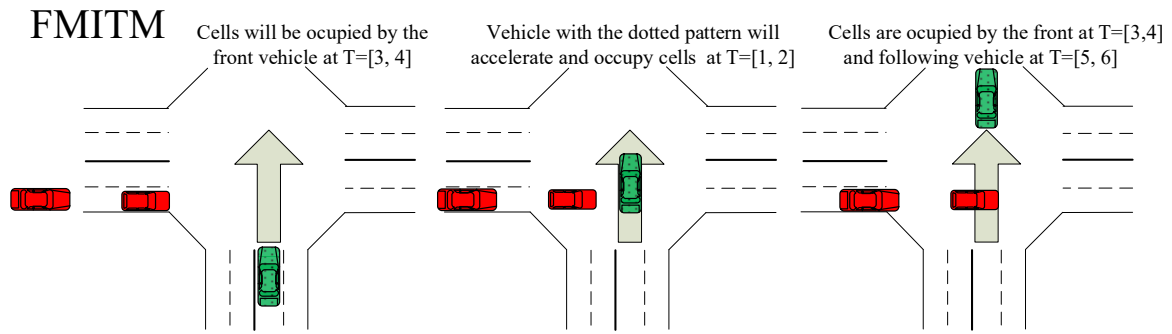 FMITM
Cells will be ocupied by the
front vehicle at T=[3, 4]
Vehicle with the dotted pattern will
accelerate and occupy cells at T=[1, 2]
Cells are ocupied by the front at T=[3,4]
and following vehicle at T=[5, 6]